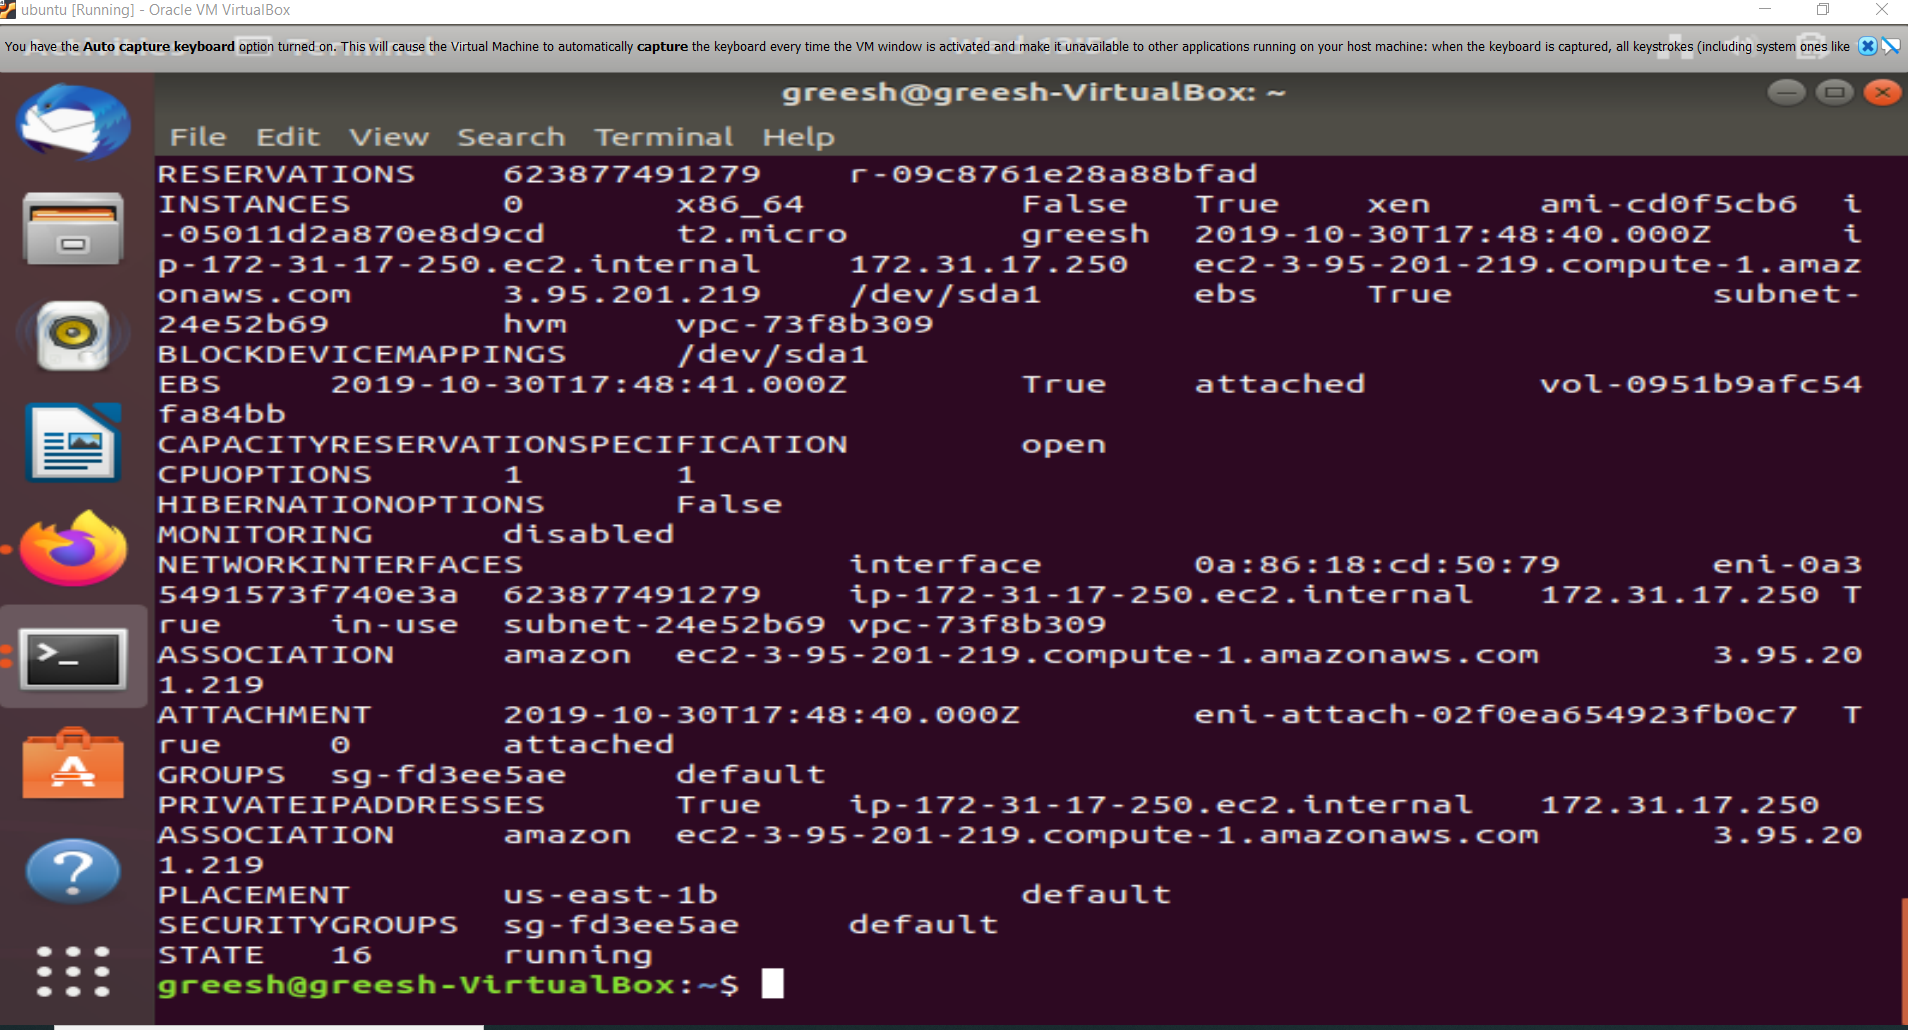 ubuntu [Running] - Oracle VM VirtualBox
You have the Auto capture keyboard option turned on. This will cause the Virtual Machine to automatically capture the keyboard every time the VM window is activated and make it unavailable to other applications running on your host machine: when the keyboard is captured, all keystrokes (including system ones like
greesh@greesh-VirtualBox: ~
File Edit View Search Terminal Help
RESERVATIONS 623877491279 r-09c8761e28a88bfad
INSTANCES 0 x86_64 False True xen ami-cd0f5cb6 i
-05011d2a870e8d9cd t2.micro greesh 2019-10-30T17:48:40.000Z i
p-172-31-17-250.ec2.internal 172.31.17.250 ec2-3-95-201-219.compute-1.amaz
onaws.com 3.95.201.219 /dev/sda1 ebs True subnet-
24e52b69 hvm vpc-73f8b309
BLOCKDEVICEMAPPINGS /dev/sda1
EBS 2019-10-30T17:48:41.000Z True attached vol-0951b9afc54
fa84bb
CAPACITYRESERVATIONSPECIFICATION open
CPUOPTIONS 1 1
HIBERNATIONOPTIONS False
MONITORING disabled
NETWORKINTERFACES interface 0a:86:18:cd:50:79 eni-0a3
5491573f740e3a 623877491279 ip-172-31-17-250.ec2.internal 172.31.17.250 T
rue in-use subnet-24e52b69 vpc-73f8b309
ASSOCIATION amazon ec2-3-95-201-219.compute-1.amazonaws.com 3.95.20
1.219
ATTACHMENT 2019-10-30T17:48:40.000Z eni-attach-02f0ea654923fb0c7 T
rue 0 attached
GROUPS sg-fd3ee5ae default
PRIVATEIPADDRESSES True ip-172-31-17-250.ec2.internal 172.31.17.250
ASSOCIATION amazon ec2-3-95-201-219.compute-1.amazonaws.com 3.95.20
1.219
PLACEMENT us-east-1b default
SECURITYGROUPS sg-fd3ee5ae default
STATE 16 running
greesh@greesh-VirtualBox:~$